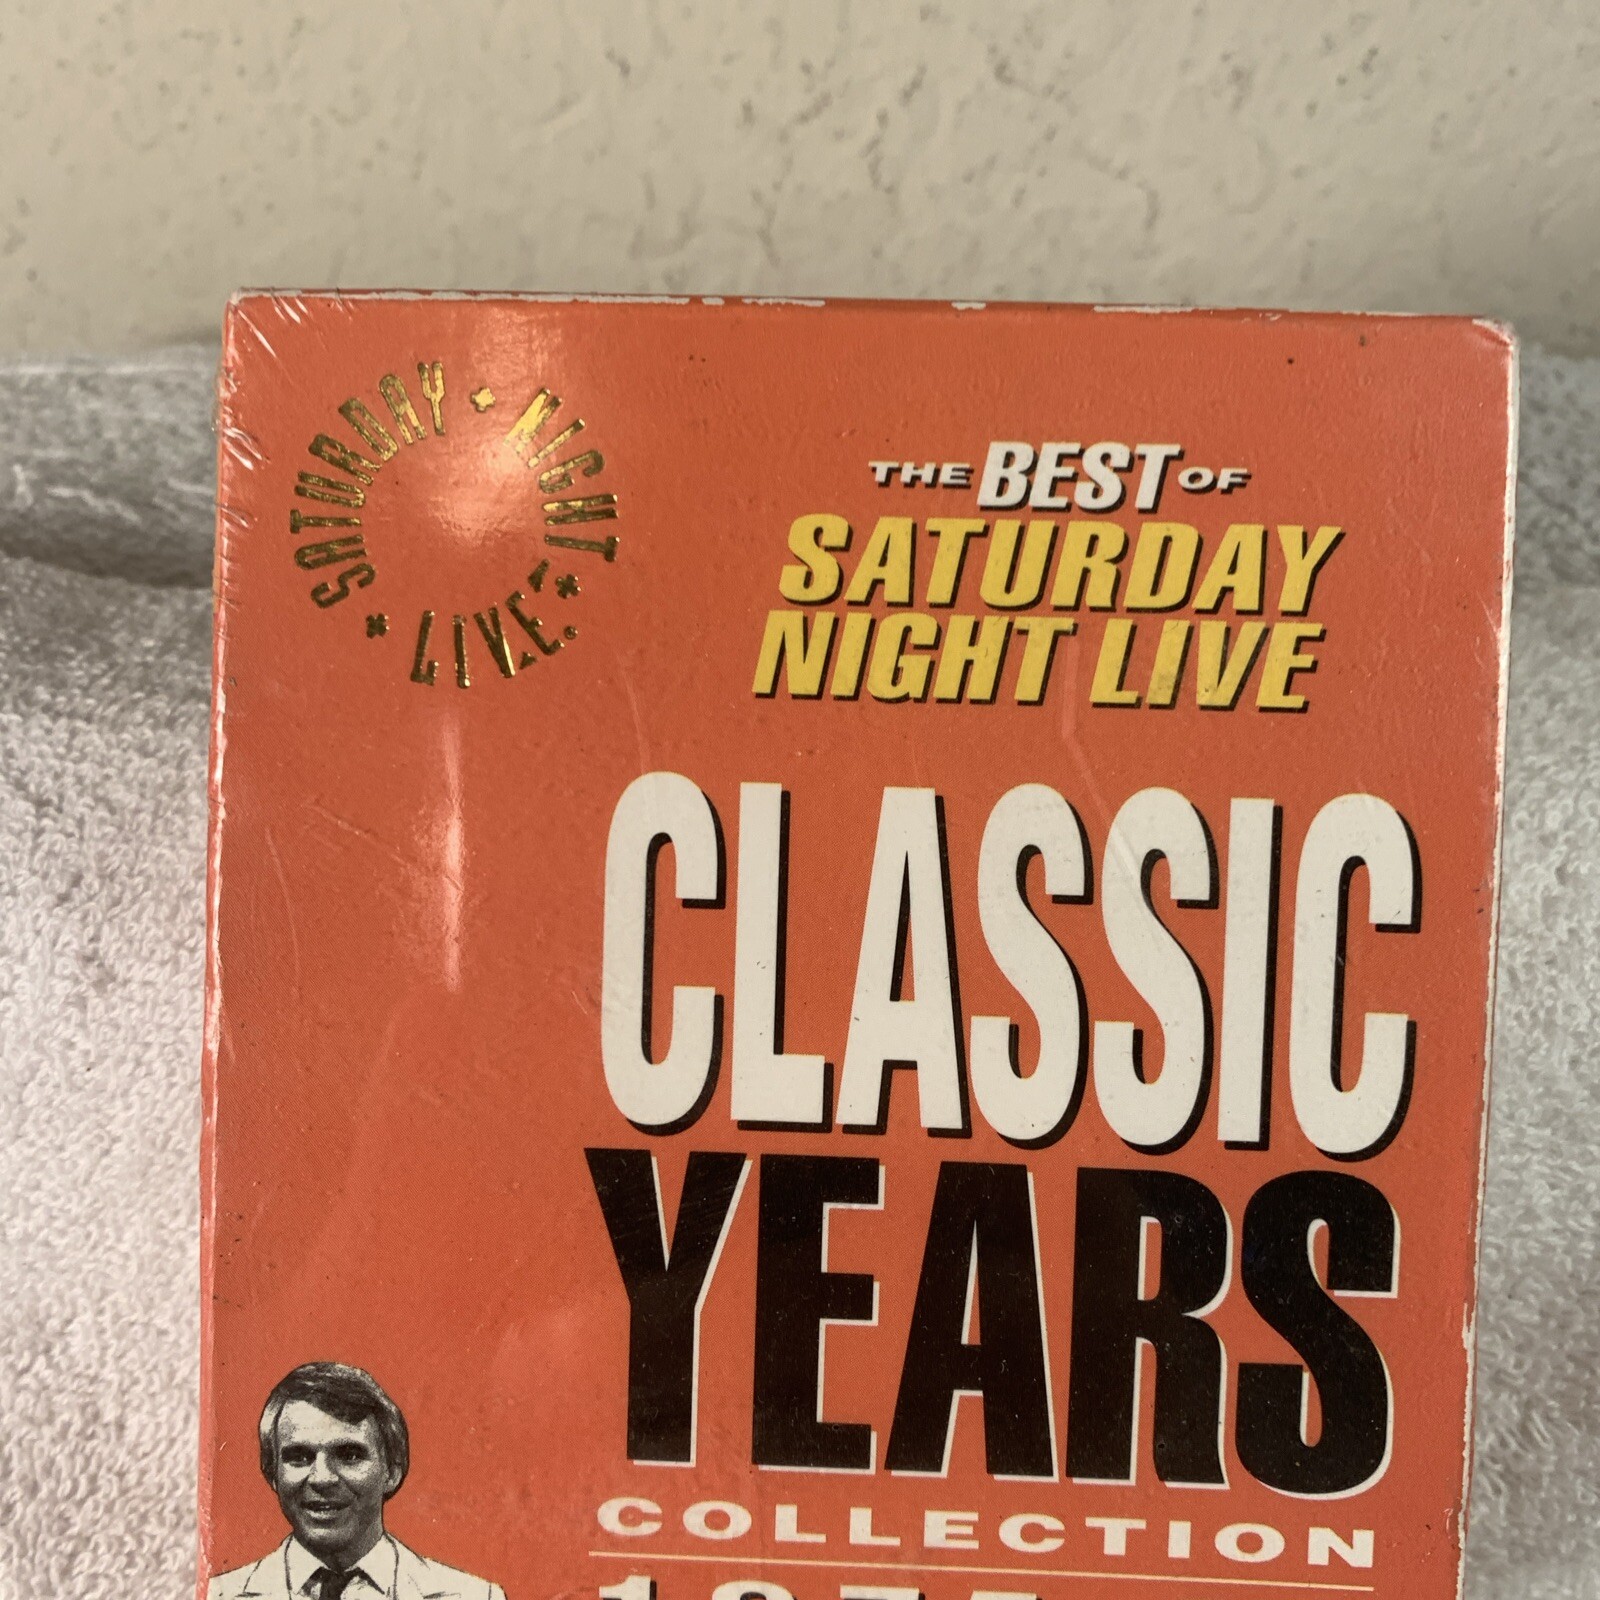 SATURDAY * NIGHT * LIVE. *
THE BEST OF
SATURDAY
NIGHT LIVE
CLASSIC
YEARS
COLLECTION